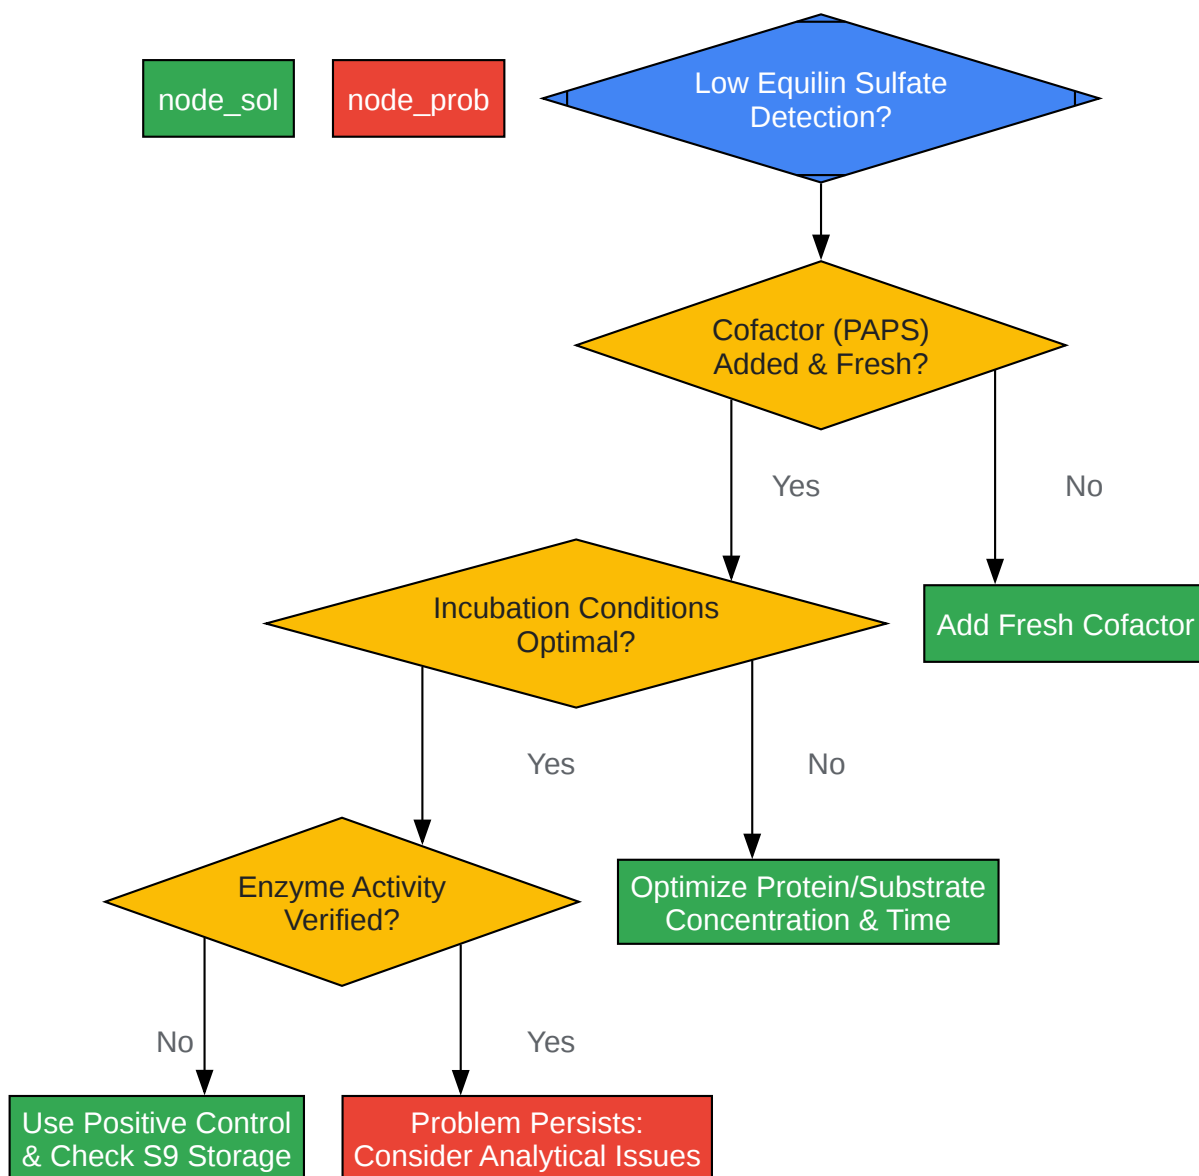 node_sol
node_prob
Low Equilin Sulfate
Detection?
Cofactor (PAPS)
Added & Fresh?
Yes
No
Incubation Conditions
Optimal?
Add Fresh Cofactor
Yes
No
Enzyme Activity
Verified?
Optimize Protein/Substrate
Concentration & Time
No
Yes
Use Positive Control
& Check S9 Storage
Problem Persists:
Consider Analytical Issues